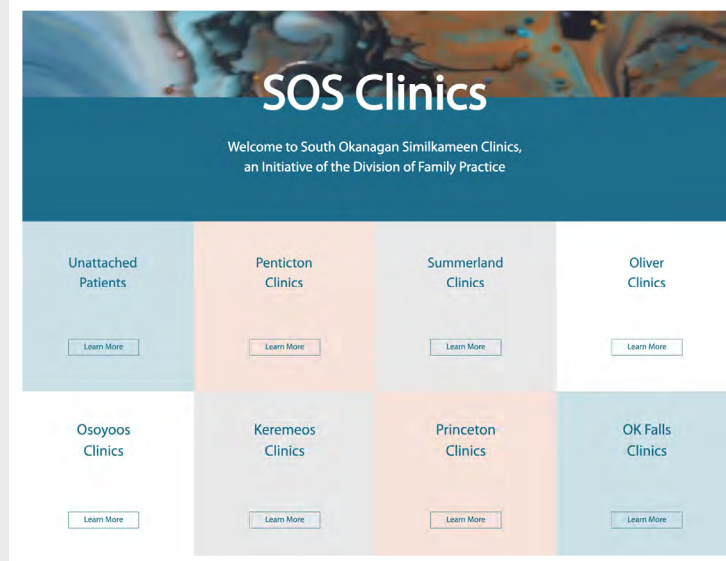 SOS Clinics
Welcome to South Okanagan Similkameen Clinics,
an Initiative of the Division of Family Practice
Unattached
Patients
Learn More
Penticton
Clinics
Learn More
Summerland
Clinics
Learn More
Oliver
Clinics
Learn More
Osoyoos
Clinics
Learn More
Keremeos
Clinics
Learn More
Princeton
Clinics
Learn More
OK Falls
Clinics
Learn More